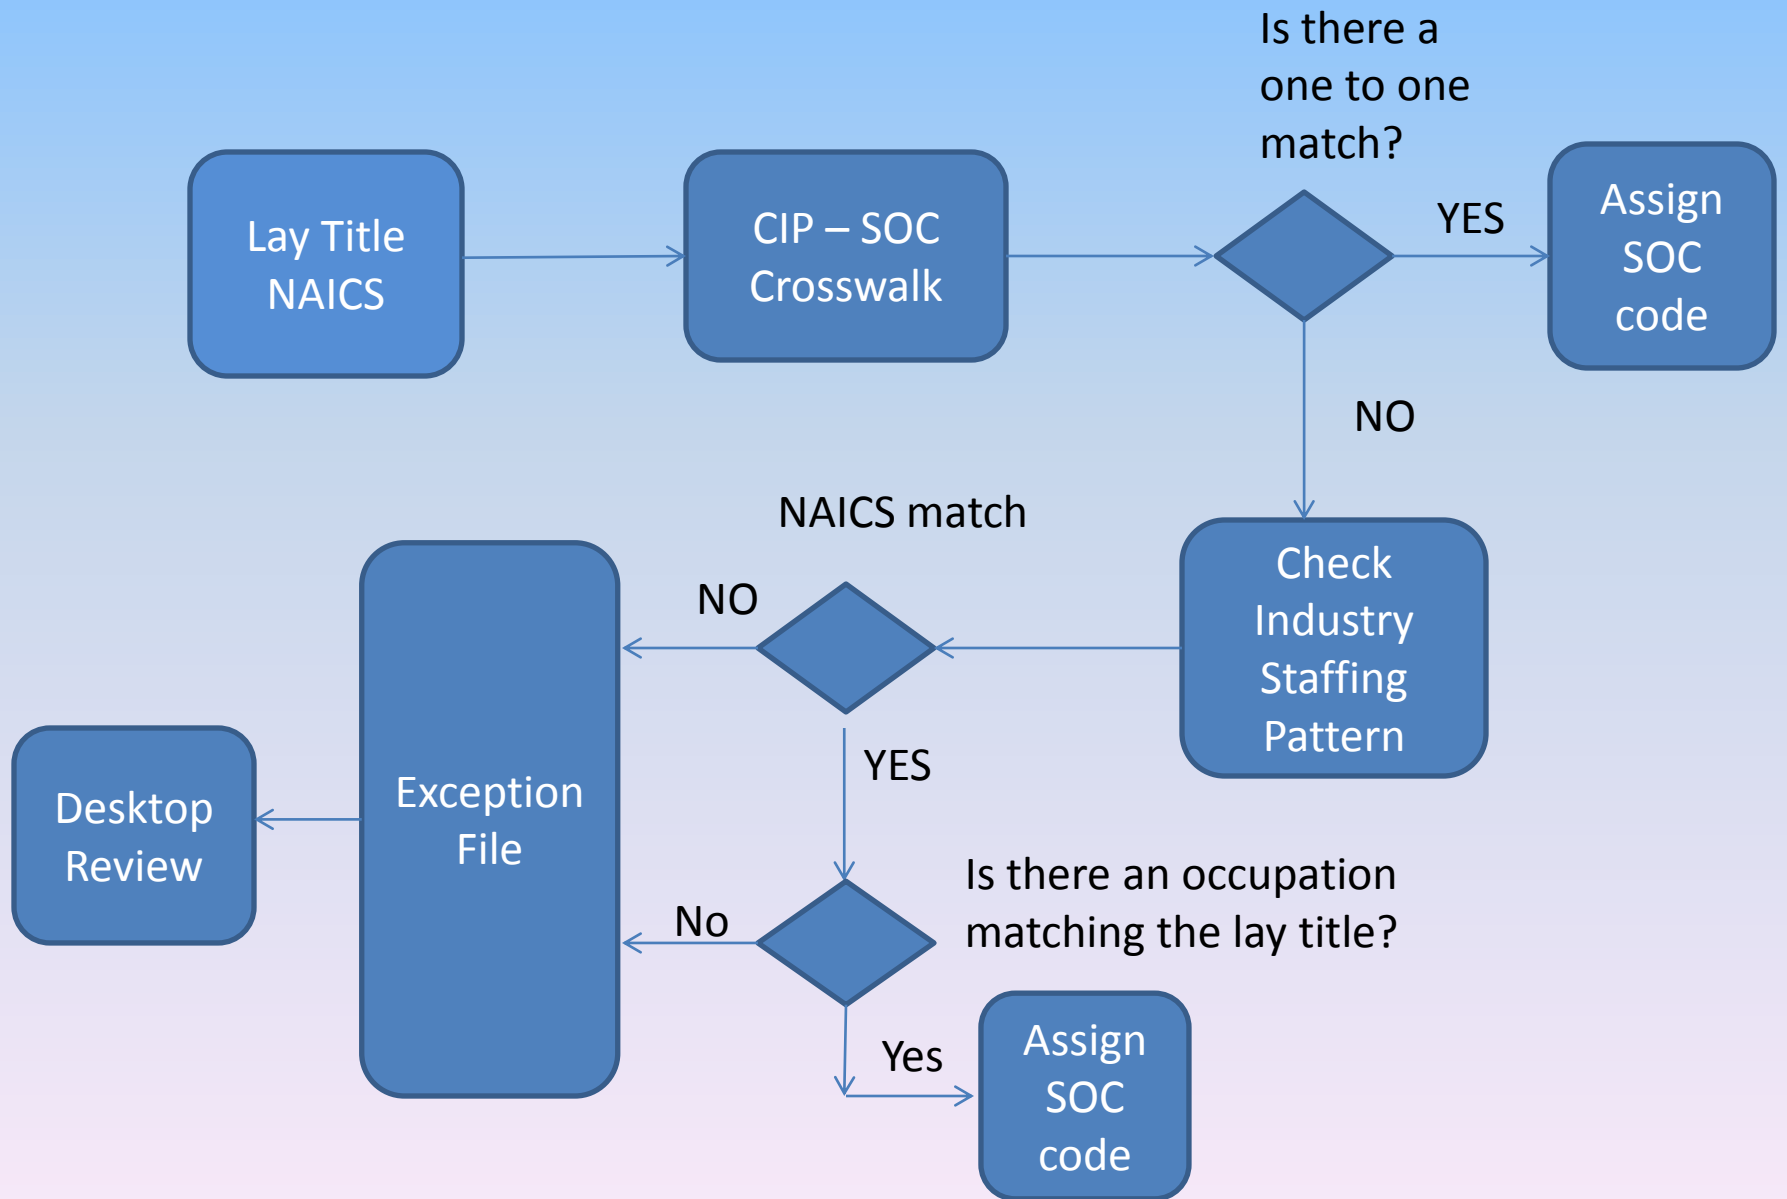 Is there a
one to one
match?
Lay Title
NAICS
CIP – SOC
Crosswalk
YES
Assign
SOC
code
NO
NAICS match
Check
Industry
Staffing
Pattern
NO
YES
Exception
File
Desktop
Review
Is there an occupation
matching the lay title?
No
Yes
Assign
SOC
code